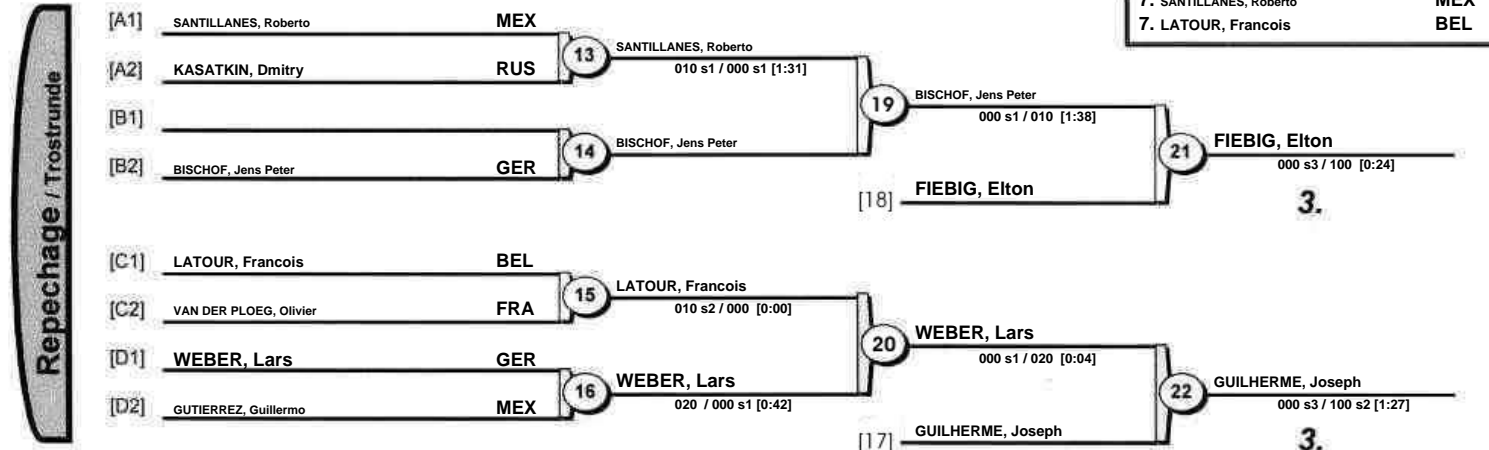 7. SANTILLANES, Roberto MEX
7. LATOUR, Francois BEL
Repechage / Trostrunde
[A1] SANTILLANES, Roberto MEX
13 SANTILLANES, Roberto
010 s1 / 000 s1 [1:31]
[A2] KASATKIN, Dmitry RUS
19 BISCHOF, Jens Peter
000 s1 / 010 [1:38]
[B1]
14 BISCHOF, Jens Peter
[B2] BISCHOF, Jens Peter GER
21 FIEBIG, Elton
000 s3 / 100 [0:24]
[18] FIEBIG, Elton
3.
[C1] LATOUR, Francois BEL
15 LATOUR, Francois
010 s2 / 000 [0:00]
[C2] VAN DER PLOEG, Olivier FRA
20 WEBER, Lars
000 s1 / 020 [0:04]
[D1] WEBER, Lars GER
16 WEBER, Lars
020 / 000 s1 [0:42]
[D2] GUTIERREZ, Guillermo MEX
22 GUILHERME, Joseph
000 s3 / 100 s2 [1:27]
[17] GUILHERME, Joseph
3.